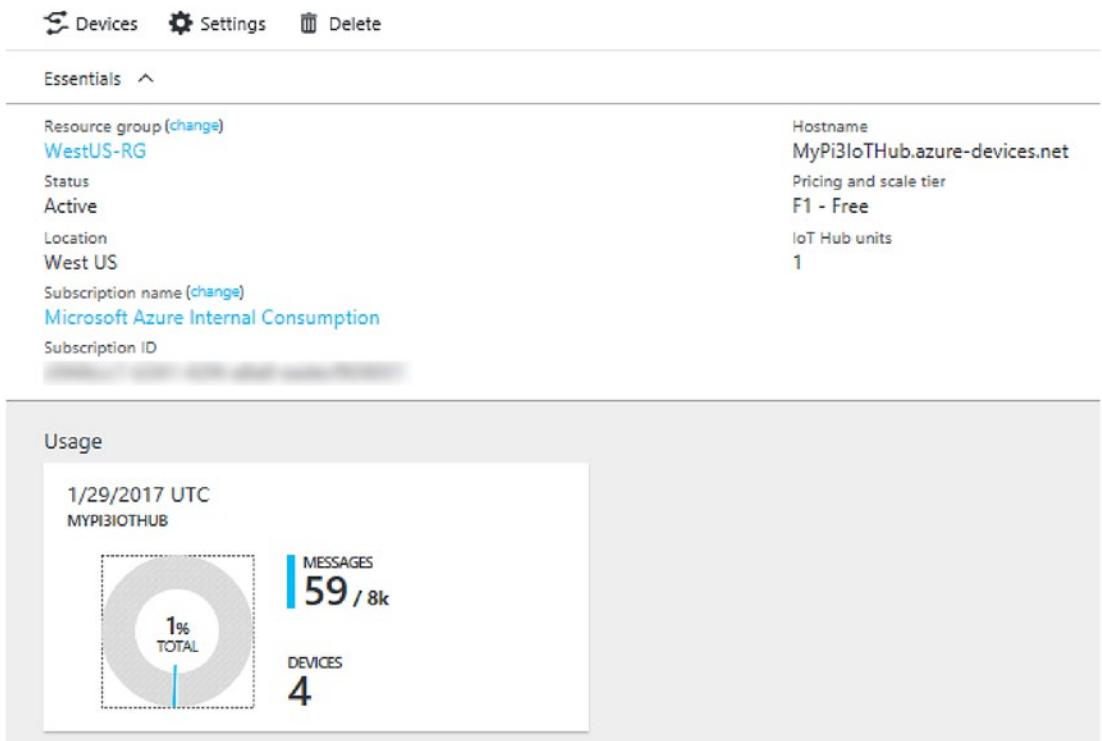 Devices Settings Delete
Essentials
Resource group (change)
WestUS-RG
Status
Active
Location
West US
Subscription name (change)
Microsoft Azure Internal Consumption
Subscription ID
Hostname
MyPi3IoTHub.azure-devices.net
Pricing and scale tier
F1 - Free
IoT Hub units
1
Usage
1/29/2017 UTC
MYPI3IOTHUB
1%
TOTAL
MESSAGES
59 / 8k
DEVICES
4